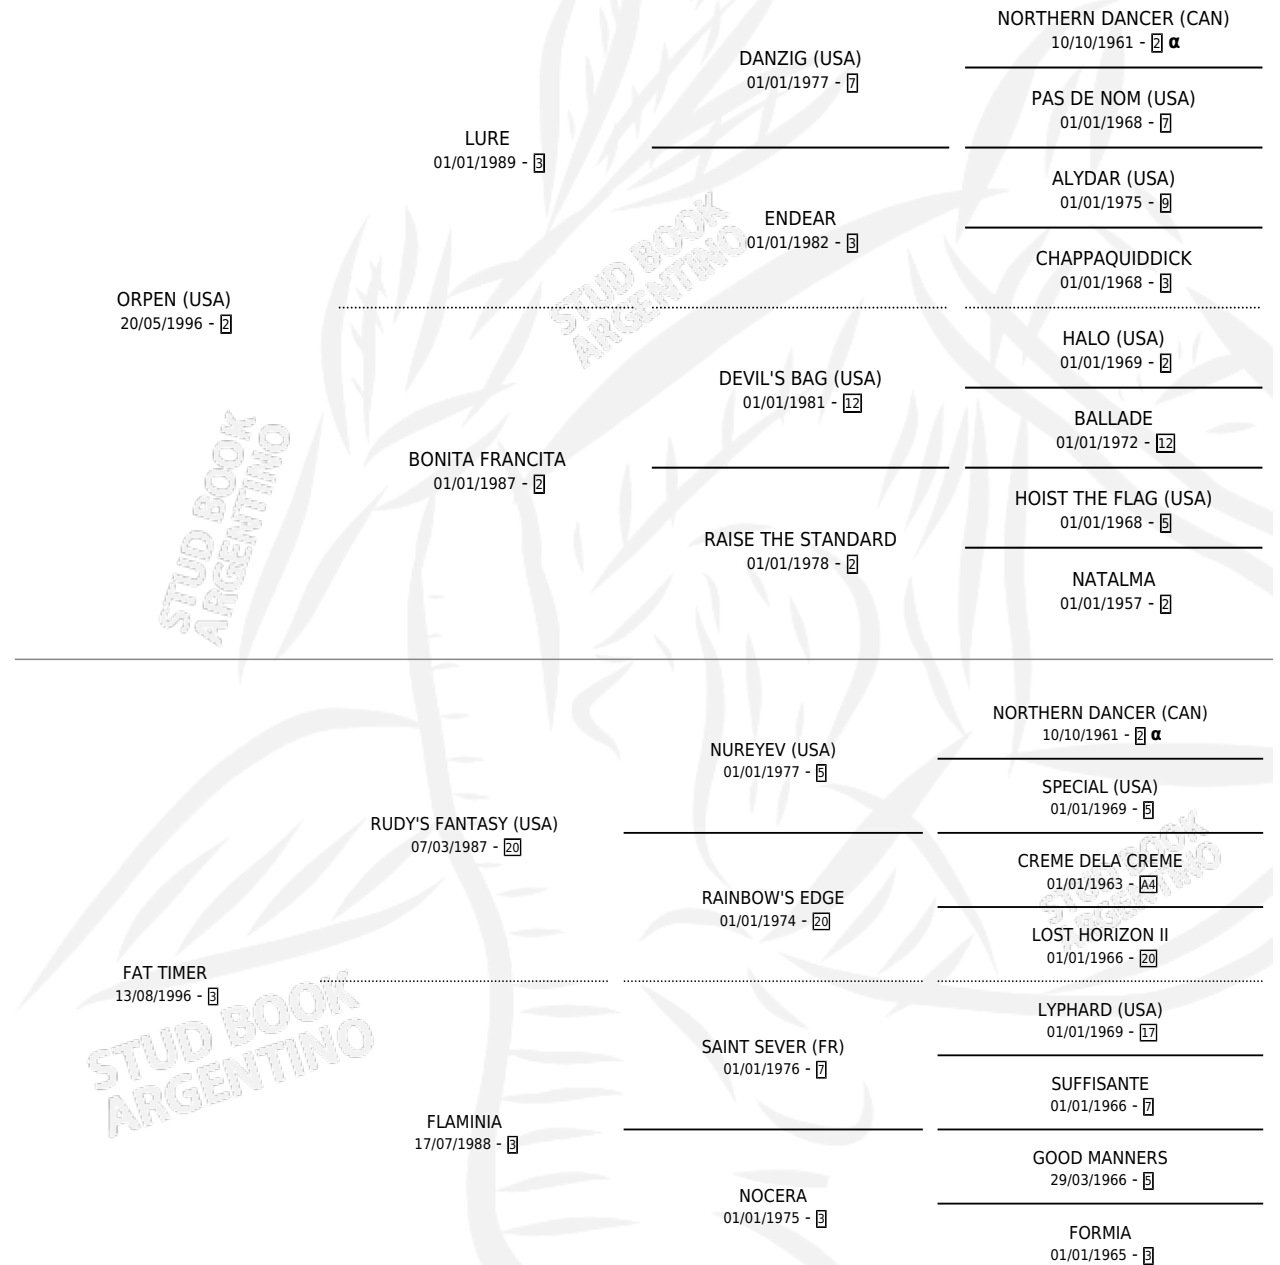 NORTHERN DANCER (CAN)
10/10/1961 - 2 α
DANZIG (USA)
01/01/1977 - 7
PAS DE NOM (USA)
01/01/1968 - 7
LURE
01/01/1989 - 3
ALYDAR (USA)
01/01/1975 - 9
ENDEAR
01/01/1982 - 3
CHAPPAQUIDDICK
01/01/1968 - 3
ORPEN (USA)
20/05/1996 - 2
HALO (USA)
01/01/1969 - 2
DEVIL'S BAG (USA)
01/01/1981 - 12
BALLADE
01/01/1972 - 12
BONITA FRANCITA
01/01/1987 - 2
HOIST THE FLAG (USA)
01/01/1968 - 5
RAISE THE STANDARD
01/01/1978 - 2
NATALMA
01/01/1957 - 2
NORTHERN DANCER (CAN)
10/10/1961 - 2 α
NUREYEV (USA)
01/01/1977 - 5
SPECIAL (USA)
01/01/1969 - 5
RUDY'S FANTASY (USA)
07/03/1987 - 20
CREME DELA CREME
01/01/1963 - A4
RAINBOW'S EDGE
01/01/1974 - 20
LOST HORIZON II
01/01/1966 - 20
FAT TIMER
13/08/1996 - 3
LYPHARD (USA)
01/01/1969 - 17
SAINT SEVER (FR)
01/01/1976 - 7
SUFFISANTE
01/01/1966 - 7
FLAMINIA
17/07/1988 - 3
GOOD MANNERS
29/03/1966 - 5
NOCERA
01/01/1975 - 3
FORMIA
01/01/1965 - 3
STUD BOOK
ARGENTINO
STUD BOOK
ARGENTINO
STUD BOOK
ARGENTINO
STUD BOOK
ARGENTINO